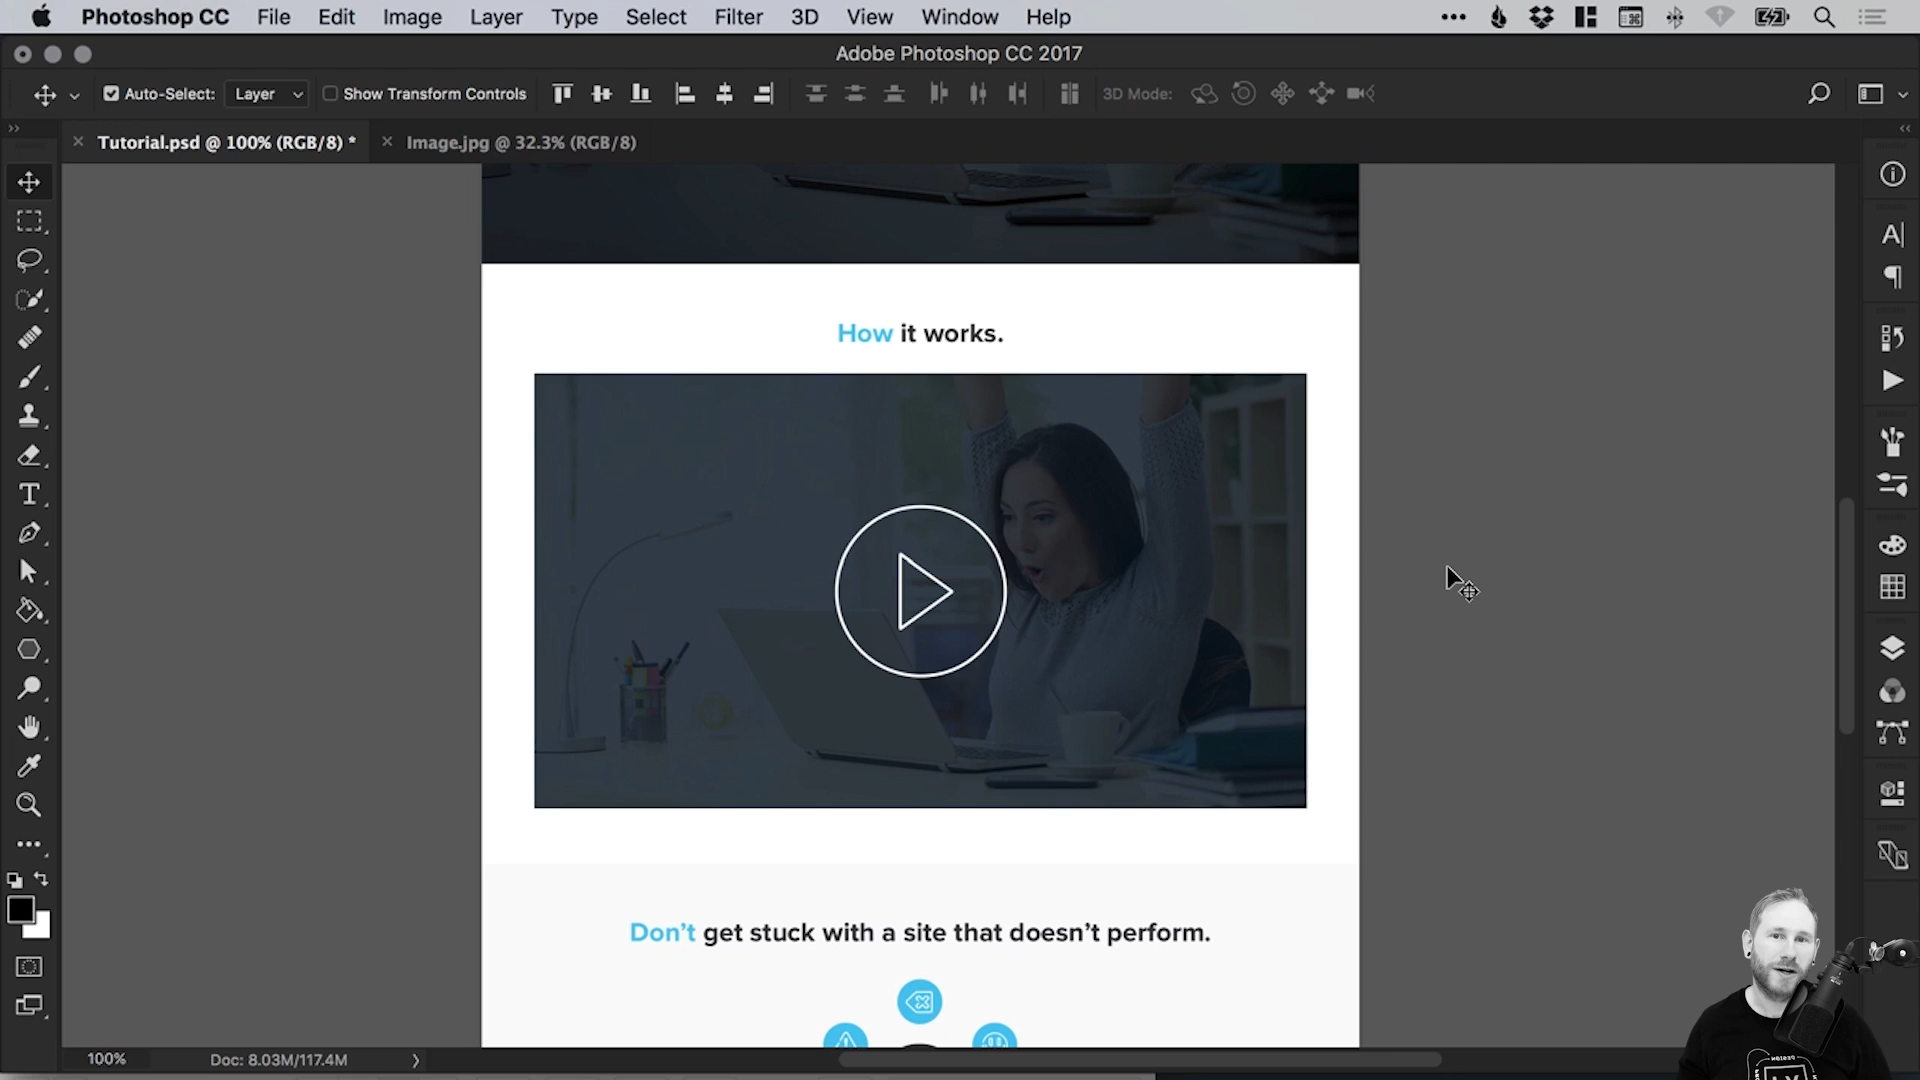 Photoshop CC File Edit Image Layer Type Select Filter 3D View Window Help
Adobe Photoshop CC 2017
Auto-Select: Layer Show Transform Controls 3D Mode:
Tutorial.psd @ 100% (RGB/8) * Image.jpg @ 32.3% (RGB/8)
How it works.
Don't get stuck with a site that doesn't perform.
100% Doc: 8.03M/117.4M